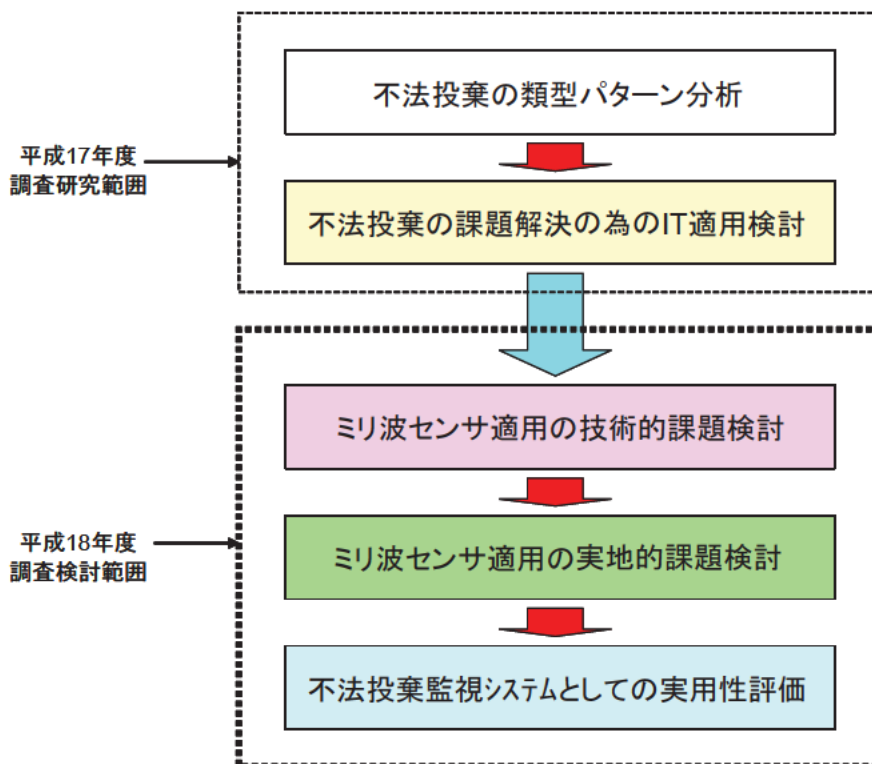 不法投棄の類型パターン分析
平成17年度
調査研究範囲
不法投棄の課題解決の為のIT適用検討
ミリ波センサ適用の技術的課題検討
平成18年度
調査検討範囲
ミリ波センサ適用の実地的課題検討
不法投棄監視ｼｽﾃﾑとしての実用性評価